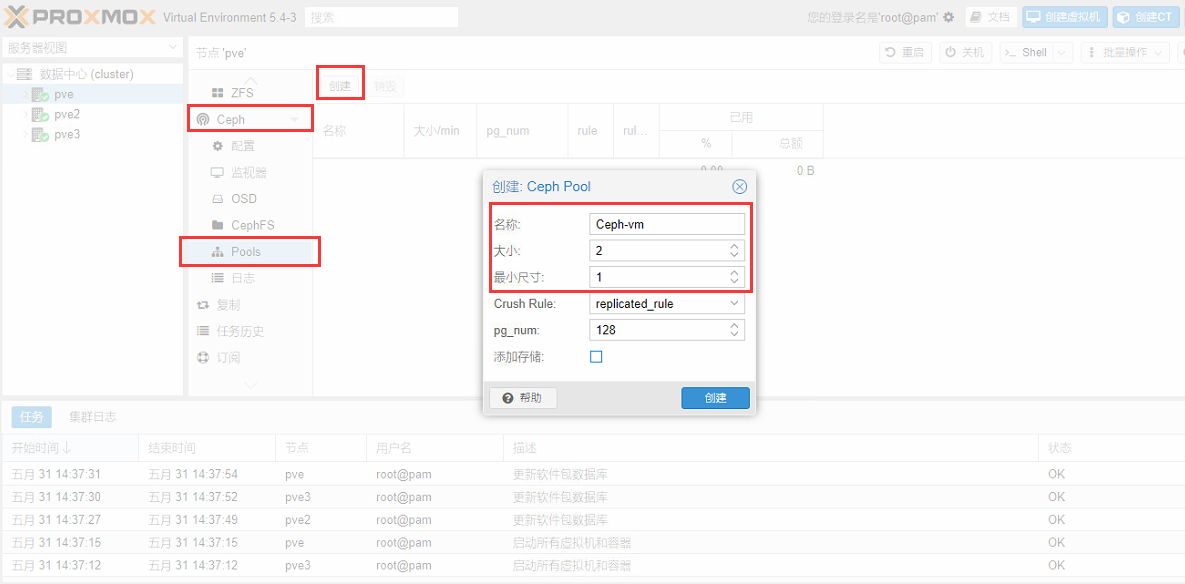 PROXMOX Virtual Environment 5.4-3 搜索 您的登录名是'root@pam' 文档 创建虚拟机 创建CT
服务器视图
节点 'pve' 重启 关机 >_ Shell 批量操作
数据中心 (cluster)
pve
pve2
pve3
ZFS
Ceph
配置
监视器
OSD
CephFS
Pools
日志
复制
任务历史
订阅
创建 销毁
名称 大小/min pg_num rule rul... 已用
% 总额
0.00 0 B
创建: Ceph Pool
名称: Ceph-vm
大小: 2
最小尺寸: 1
Crush Rule: replicated_rule
pg_num: 128
添加存储:
帮助 创建
任务 集群日志
开始时间↓ 结束时间 节点 用户名 描述 状态
五月 31 14:37:31 五月 31 14:37:54 pve root@pam 更新软件包数据库 OK
五月 31 14:37:30 五月 31 14:37:52 pve3 root@pam 更新软件包数据库 OK
五月 31 14:37:27 五月 31 14:37:49 pve2 root@pam 更新软件包数据库 OK
五月 31 14:37:15 五月 31 14:37:15 pve root@pam 启动所有虚拟机和容器 OK
五月 31 14:37:12 五月 31 14:37:12 pve3 root@pam 启动所有虚拟机和容器 OK